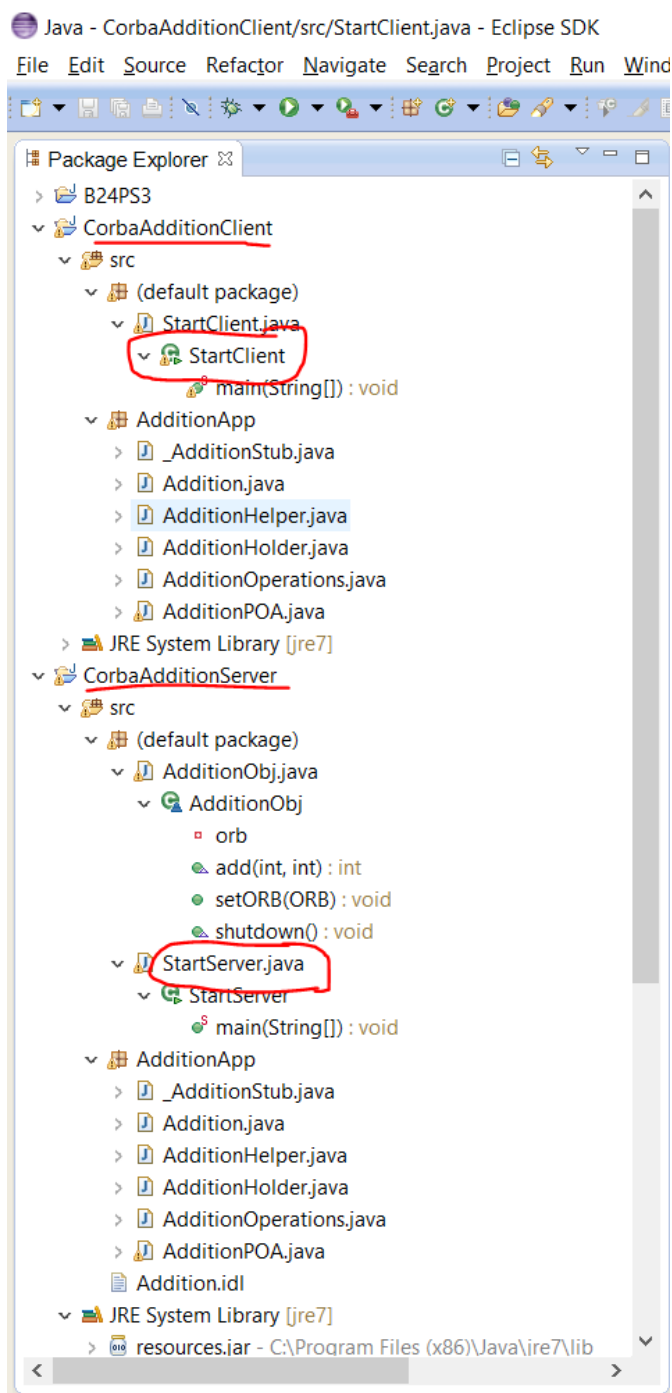 Java - CorbaAdditionClient/src/StartClient.java - Eclipse SDK
File Edit Source Refactor Navigate Search Project Run Wind
Package Explorer
B24PS3
CorbaAdditionClient
src
(default package)
StartClient.java
StartClient
main(String[]) : void
AdditionApp
_AdditionStub.java
Addition.java
AdditionHelper.java
AdditionHolder.java
AdditionOperations.java
AdditionPOA.java
JRE System Library [jre7]
CorbaAdditionServer
src
(default package)
AdditionObj.java
AdditionObj
orb
add(int, int) : int
setORB(ORB) : void
shutdown() : void
StartServer.java
StartServer
main(String[]) : void
AdditionApp
_AdditionStub.java
Addition.java
AdditionHelper.java
AdditionHolder.java
AdditionOperations.java
AdditionPOA.java
Addition.idl
JRE System Library [jre7]
resources.jar - C:\Program Files (x86)\Java\jre7\lib